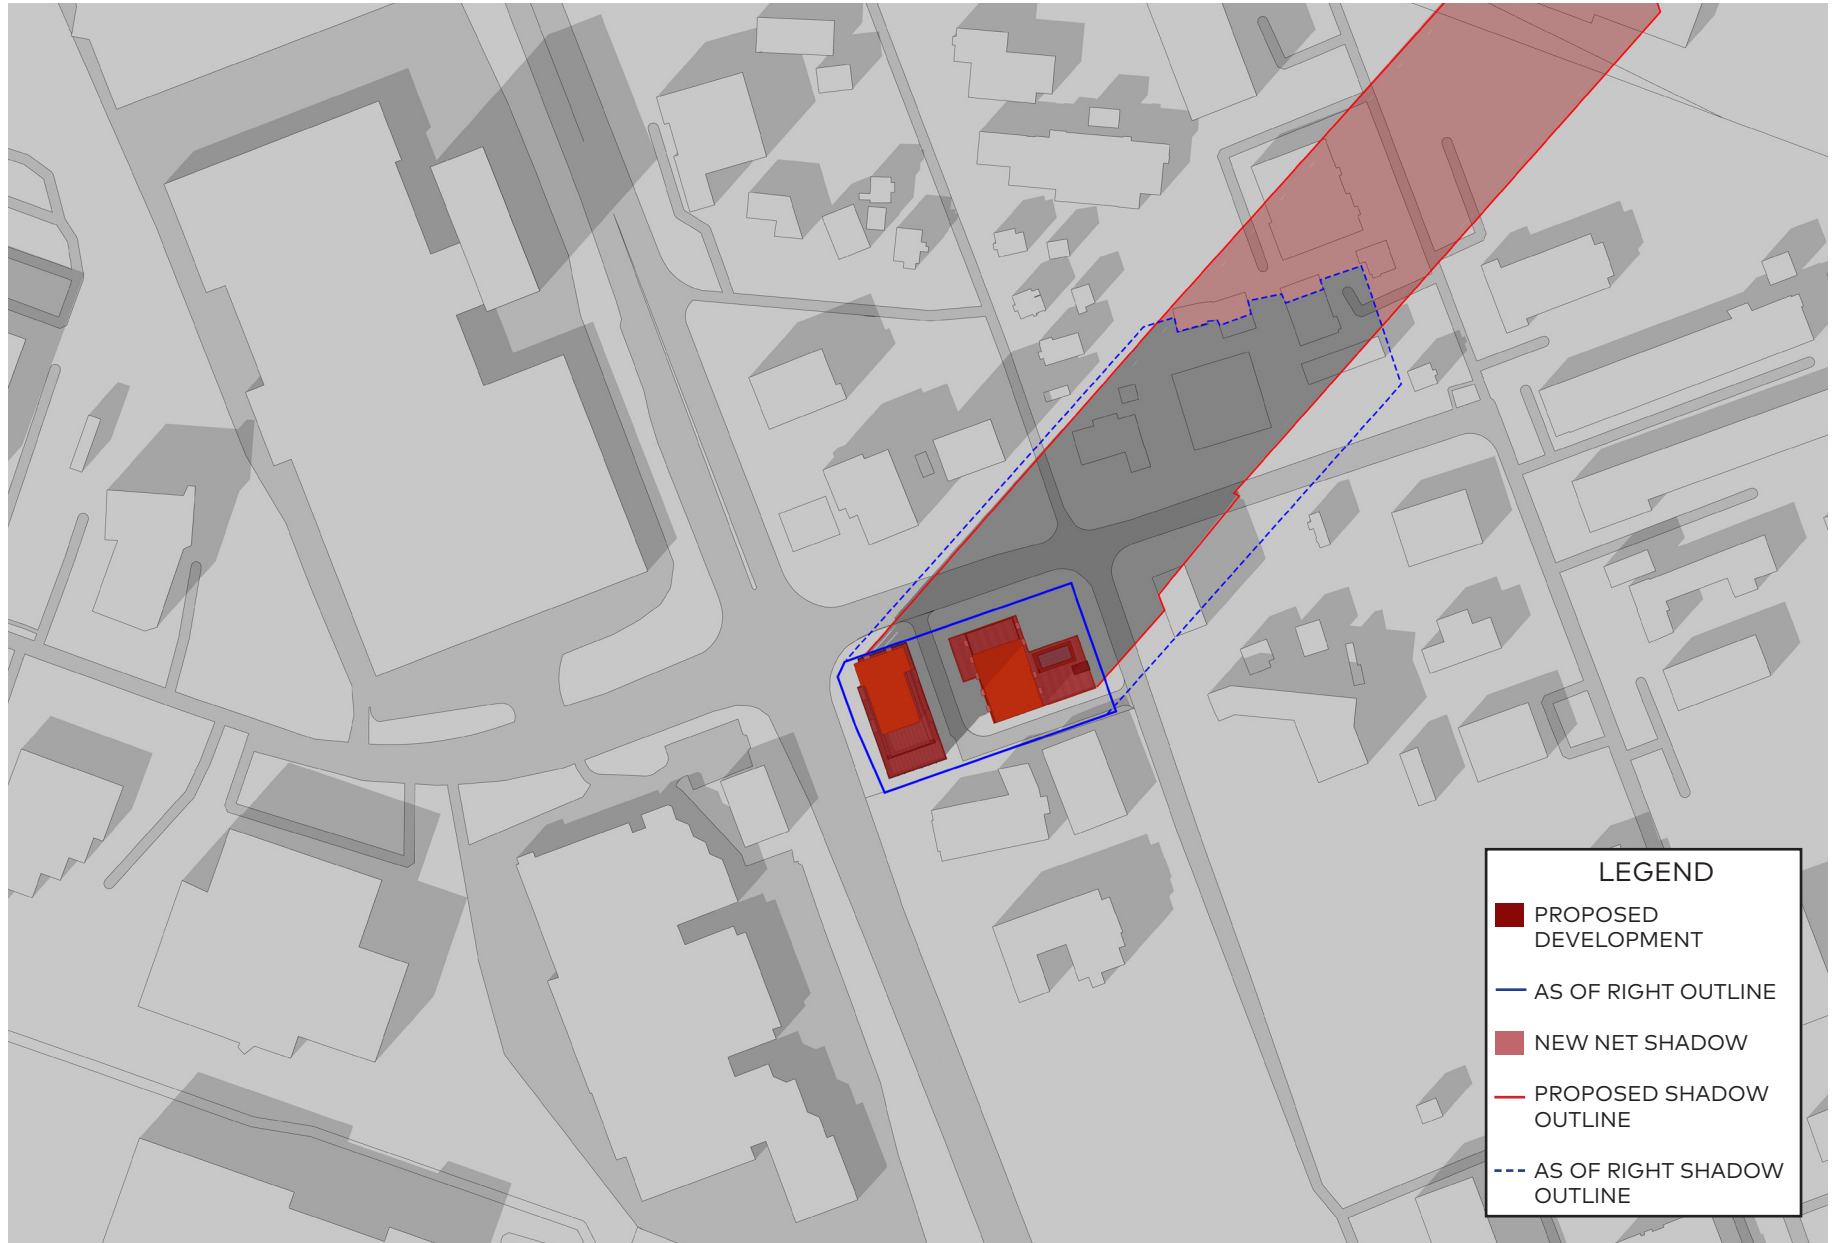 LEGEND
PROPOSED
DEVELOPMENT
AS OF RIGHT OUTLINE
NEW NET SHADOW
PROPOSED SHADOW
OUTLINE
AS OF RIGHT SHADOW
OUTLINE